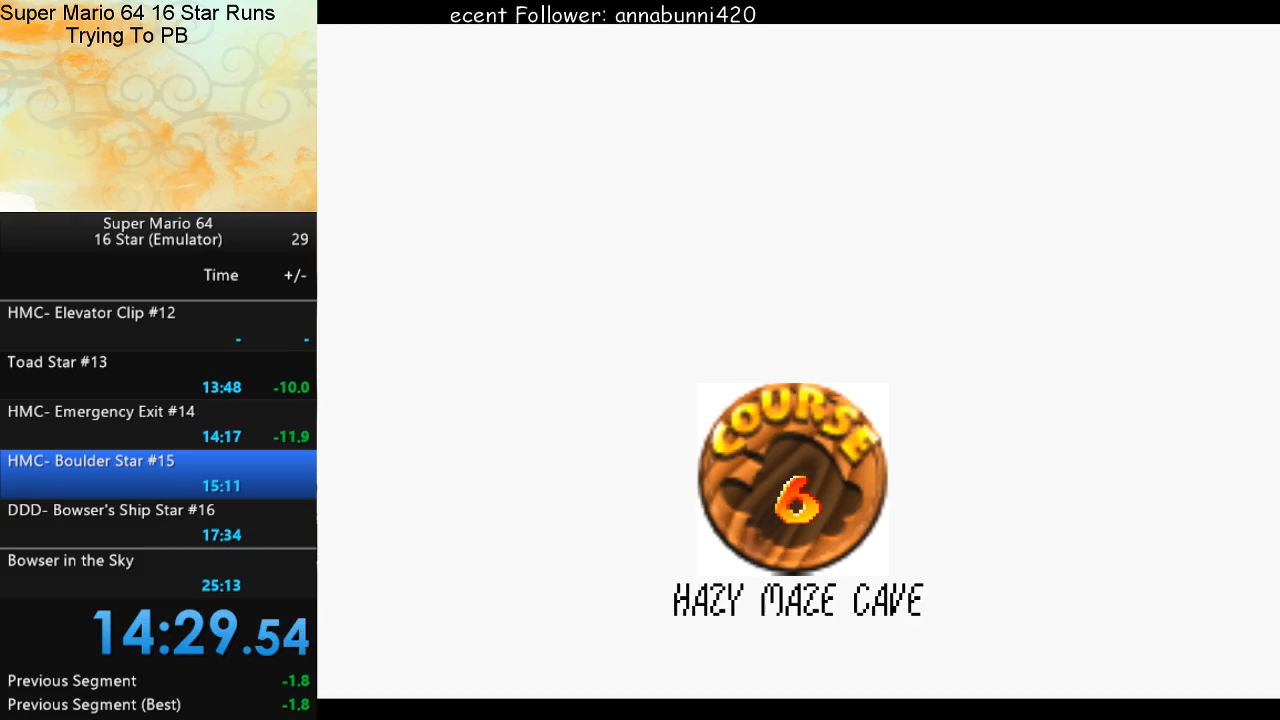 Super Mario 64 16 Star Runs
Trying To PB
ecent Follower: annabunni420
Super Mario 64
16 Star (Emulator) 29
Time +/-
HMC- Elevator Clip #12
- -
Toad Star #13
13:48 -10.0
HMC- Emergency Exit #14
14:17 -11.9
HMC- Boulder Star #15
15:11
DDD- Bowser's Ship Star #16
17:34
Bowser in the Sky
25:13
14:29.54
Previous Segment -1.8
Previous Segment (Best) -1.8
COURSE
6
HAZY MAZE CAVE